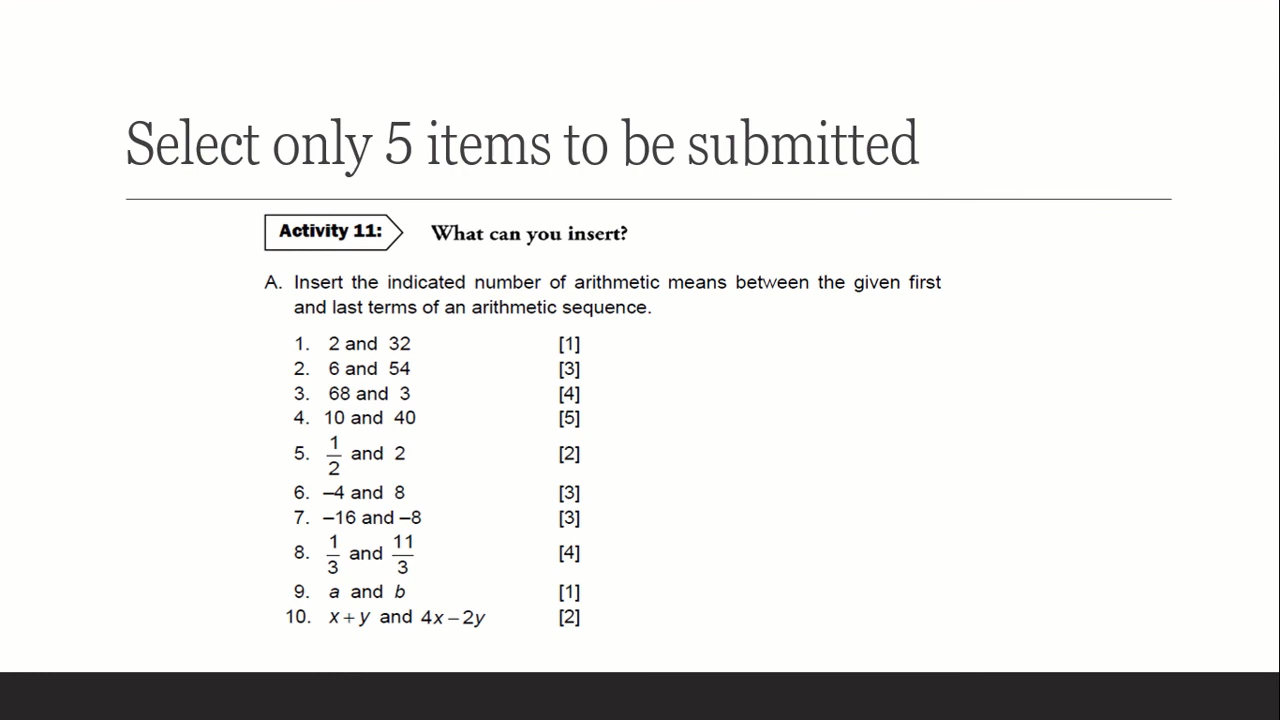 Select only 5 items to be submitted
Activity 11: What can you insert?
A. Insert the indicated number of arithmetic means between the given first
and last terms of an arithmetic sequence.
1. 2 and 32 [1]
2. 6 and 54 [3]
3. 68 and 3 [4]
4. 10 and 40 [5]
5. 1/2 and 2 [2]
6. –4 and 8 [3]
7. –16 and –8 [3]
8. 1/3 and 11/3 [4]
9. a and b [1]
10. x + y and 4x – 2y [2]